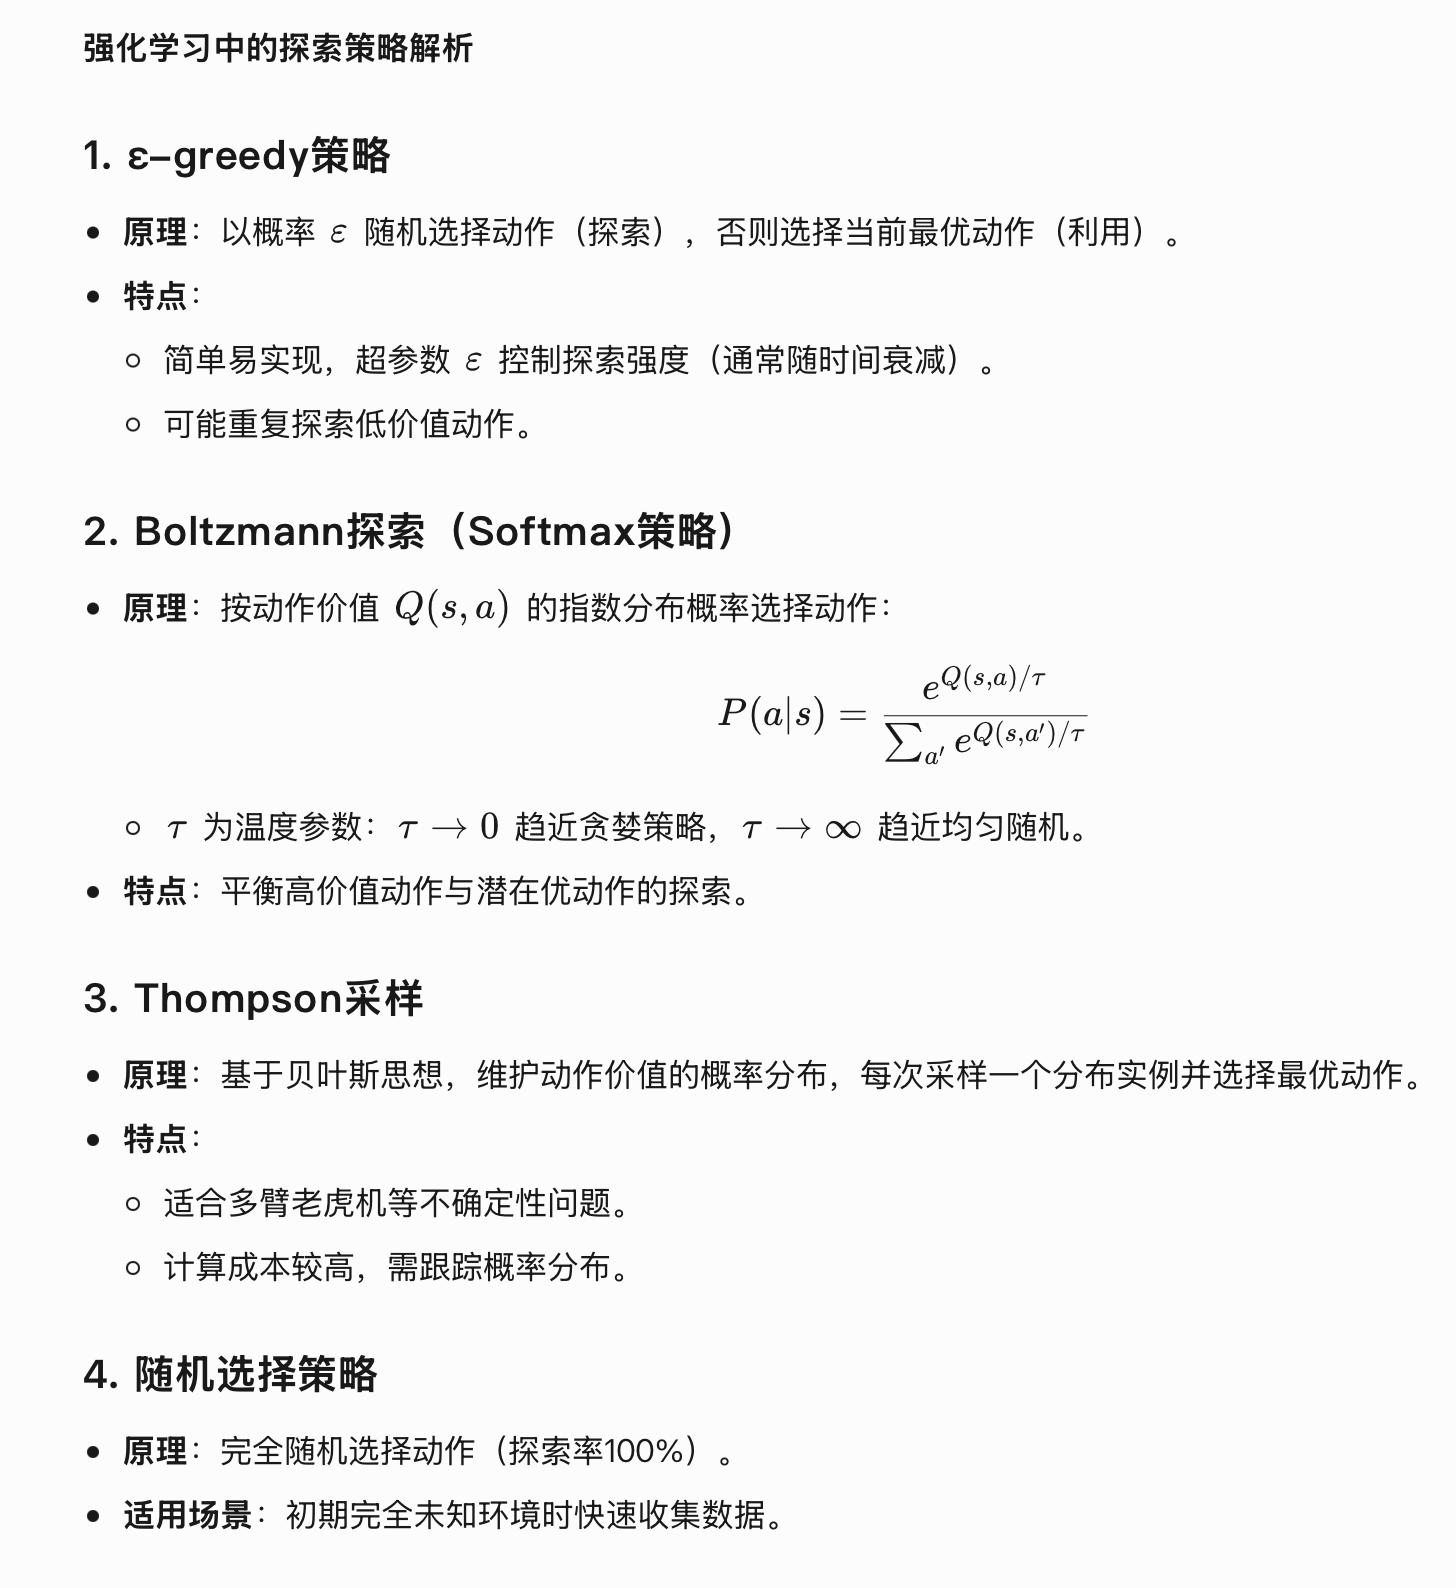 强化学习中的探索策略解析
1. ε-greedy策略
• 原理：以概率 ε 随机选择动作（探索），否则选择当前最优动作（利用）。
• 特点：
○ 简单易实现，超参数 ε 控制探索强度（通常随时间衰减）。
○ 可能重复探索低价值动作。
2. Boltzmann探索（Softmax策略）
• 原理：按动作价值 Q(s, a) 的指数分布概率选择动作：
P(a|s) = \frac{e^{Q(s,a)/τ}}{\sum_{a'} e^{Q(s,a')/τ}}
○ τ 为温度参数：τ → 0 趋近贪婪策略，τ → ∞ 趋近均匀随机。
• 特点：平衡高价值动作与潜在优动作的探索。
3. Thompson采样
• 原理：基于贝叶斯思想，维护动作价值的概率分布，每次采样一个分布实例并选择最优动作。
• 特点：
○ 适合多臂老虎机等不确定性问题。
○ 计算成本较高，需跟踪概率分布。
4. 随机选择策略
• 原理：完全随机选择动作（探索率100%）。
• 适用场景：初期完全未知环境时快速收集数据。